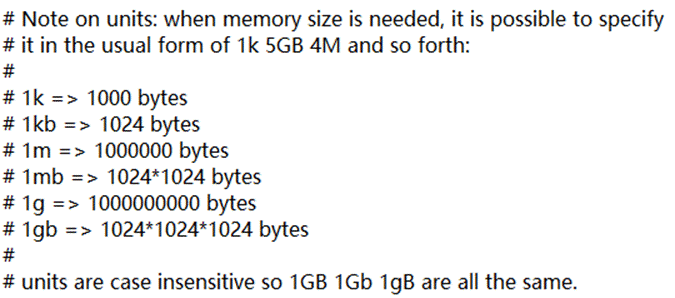 # Note on units: when memory size is needed, it is possible to specify
# it in the usual form of 1k 5GB 4M and so forth:
#
# 1k => 1000 bytes
# 1kb => 1024 bytes
# 1m => 1000000 bytes
# 1mb => 1024*1024 bytes
# 1g => 1000000000 bytes
# 1gb => 1024*1024*1024 bytes
#
# units are case insensitive so 1GB 1Gb 1gB are all the same.